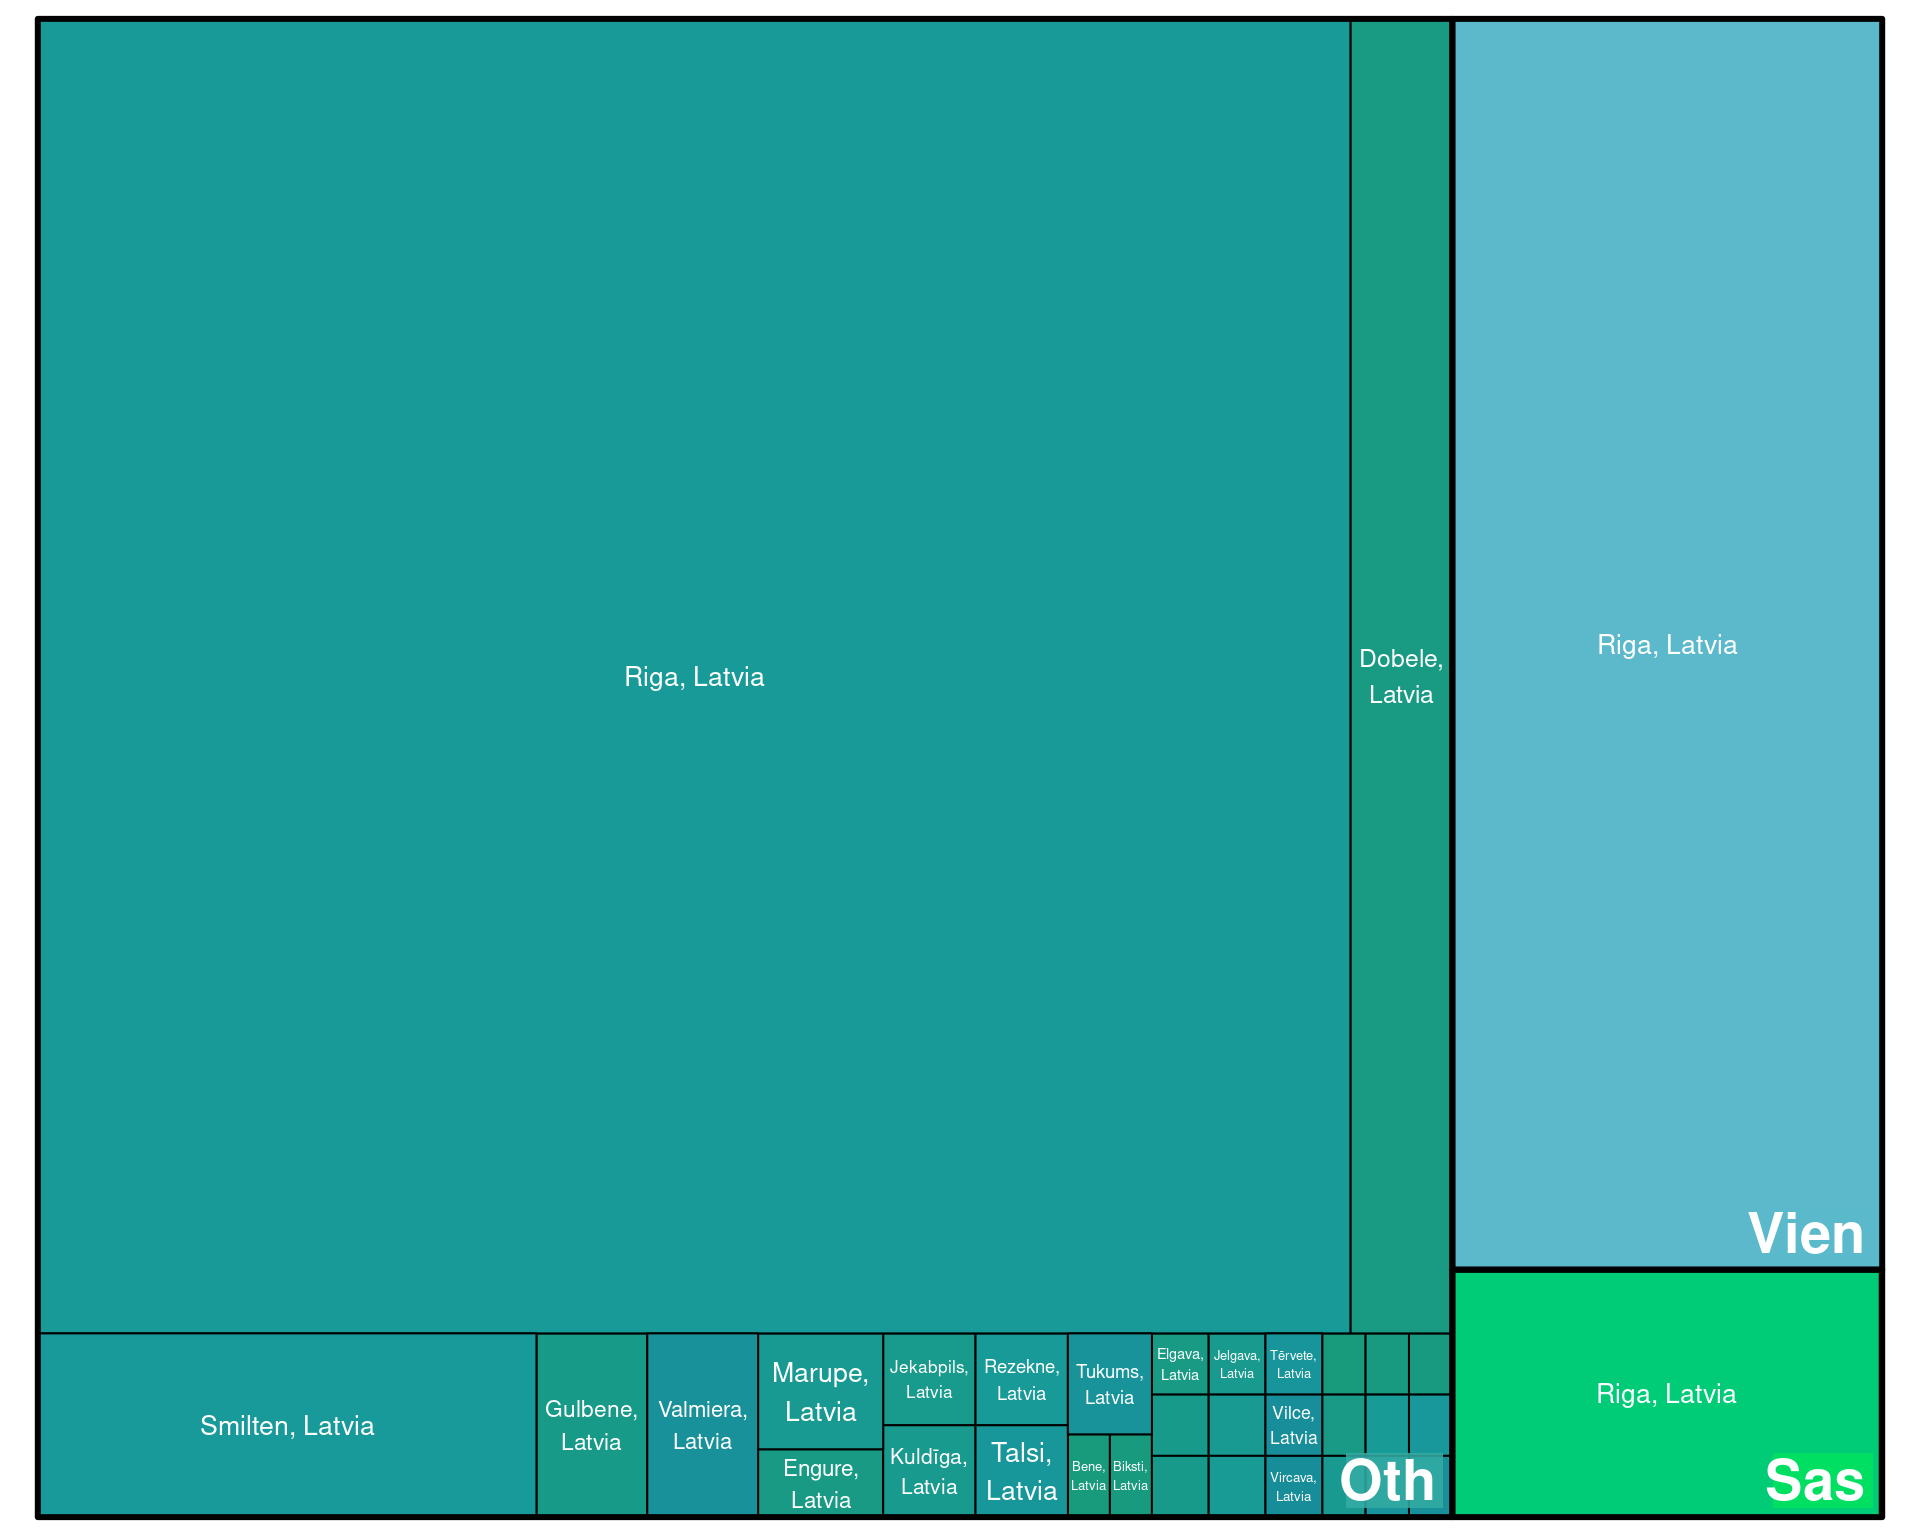 Riga, Latvia
Dobele,
Latvia
Riga, Latvia
Vien
Smilten, Latvia
Gulbene,
Latvia
Valmiera,
Latvia
Marupe,
Latvia
Engure,
Latvia
Jekabpils,
Latvia
Kuldīga,
Latvia
Rezekne,
Latvia
Talsi,
Latvia
Tukums,
Latvia
Bene,
Latvia
Biksti,
Latvia
Elgava,
Latvia
Jelgava,
Latvia
Tērvete,
Latvia
Vilce,
Latvia
Vircava,
Latvia
Oth
Riga, Latvia
Sas